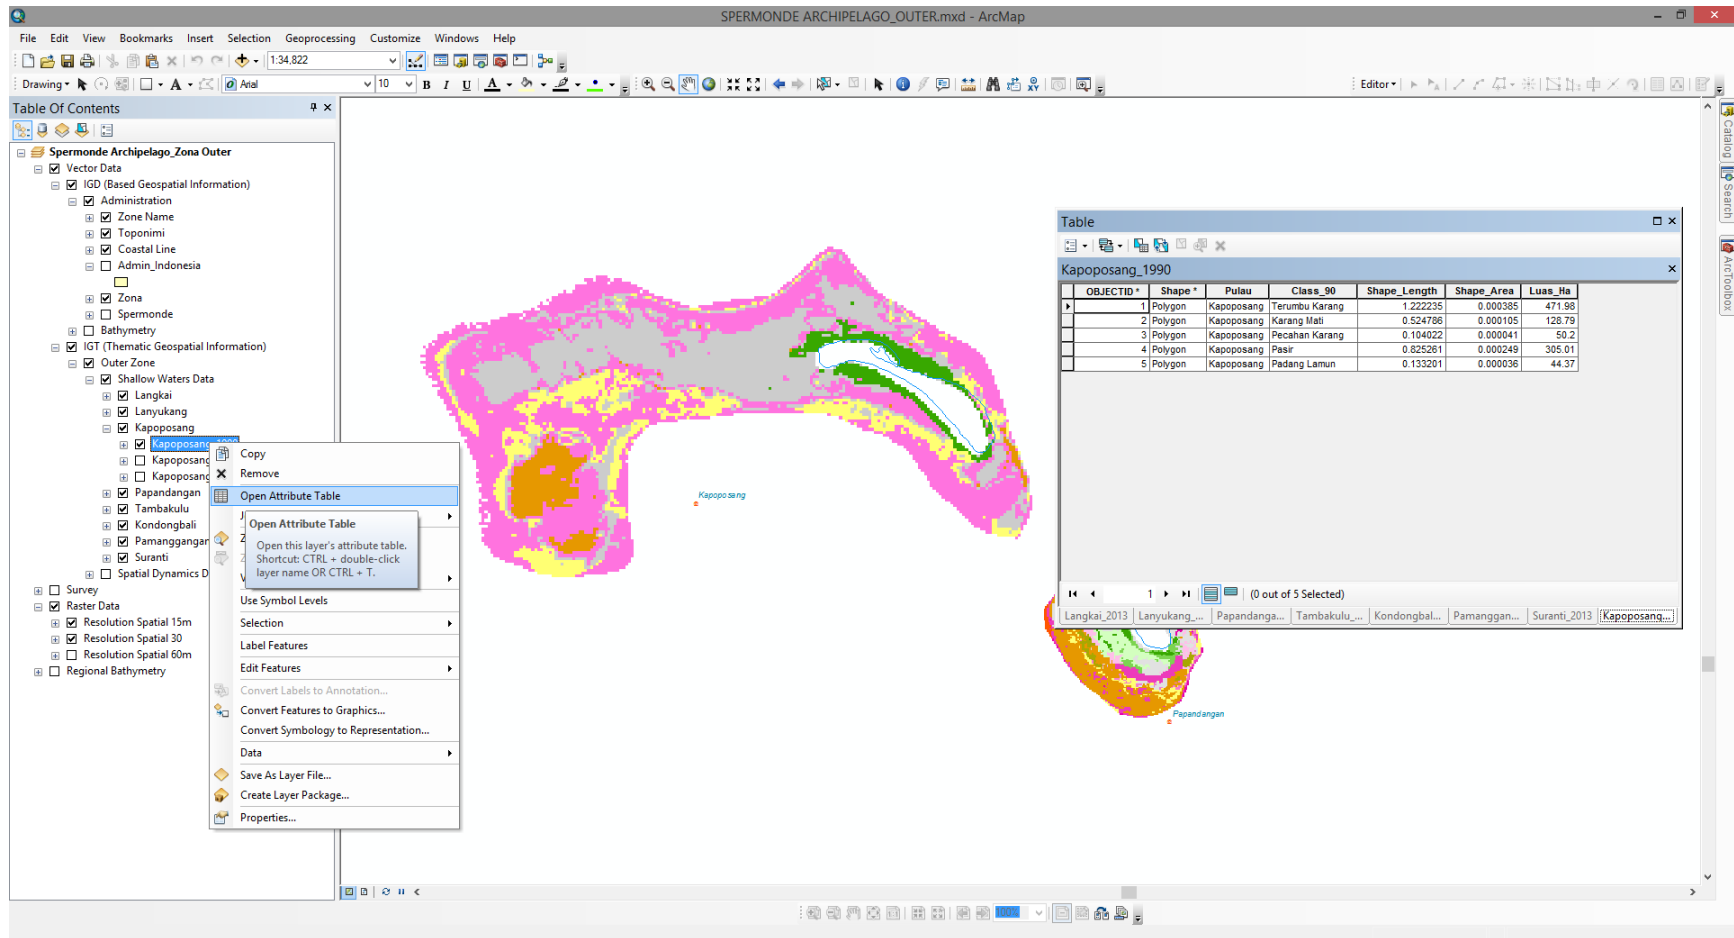 SPERMONDE ARCHIPELAGO_OUTER.mxd - ArcMap
File Edit View Bookmarks Insert Selection Geoprocessing Customize Windows Help
1:34,822
Drawing Arial 10 B I U A Editor
Table Of Contents
Spermonde Archipelago_Zona Outer
Vector Data
IGD (Based Geospatial Information)
Administration
Zone Name
Toponimi
Coastal Line
Admin_Indonesia
Zona
Spermonde
Bathymetry
IGT (Thematic Geospatial Information)
Outer Zone
Shallow Waters Data
Langkai
Lanyukang
Kapoposang
Kapoposang_1990
Kapoposang
Kapoposang
Papandangan
Tambakulu
Kondongbali
Pamanggangan
Suranti
Spatial Dynamics D
Survey
Raster Data
Resolution Spatial 15m
Resolution Spatial 30
Resolution Spatial 60m
Regional Bathymetry
Copy
Remove
Open Attribute Table
J
Open Attribute Table
Open this layer's attribute table.
Shortcut: CTRL + double-click
layer name OR CTRL + T.
Use Symbol Levels
Selection
Label Features
Edit Features
Convert Labels to Annotation...
Convert Features to Graphics...
Convert Symbology to Representation...
Data
Save As Layer File...
Create Layer Package...
Properties...
Kapoposang
Papandangan
Table
Kapoposang_1990
OBJECTID * Shape * Pulau Class_90 Shape_Length Shape_Area Luas_Ha
1 Polygon Kapoposang Terumbu Karang 1.222235 0.000385 471.98
2 Polygon Kapoposang Karang Mati 0.524786 0.000105 128.79
3 Polygon Kapoposang Pecahan Karang 0.104022 0.000041 50.2
4 Polygon Kapoposang Pasir 0.825261 0.000249 305.01
5 Polygon Kapoposang Padang Lamun 0.133201 0.000036 44.37
1 (0 out of 5 Selected)
Langkai_2013 Lanyukang_... Papandanga... Tambakulu_... Kondongbal... Pamanggan... Suranti_2013 Kapoposang...
Catalog
Search
ArcToolbox
100%